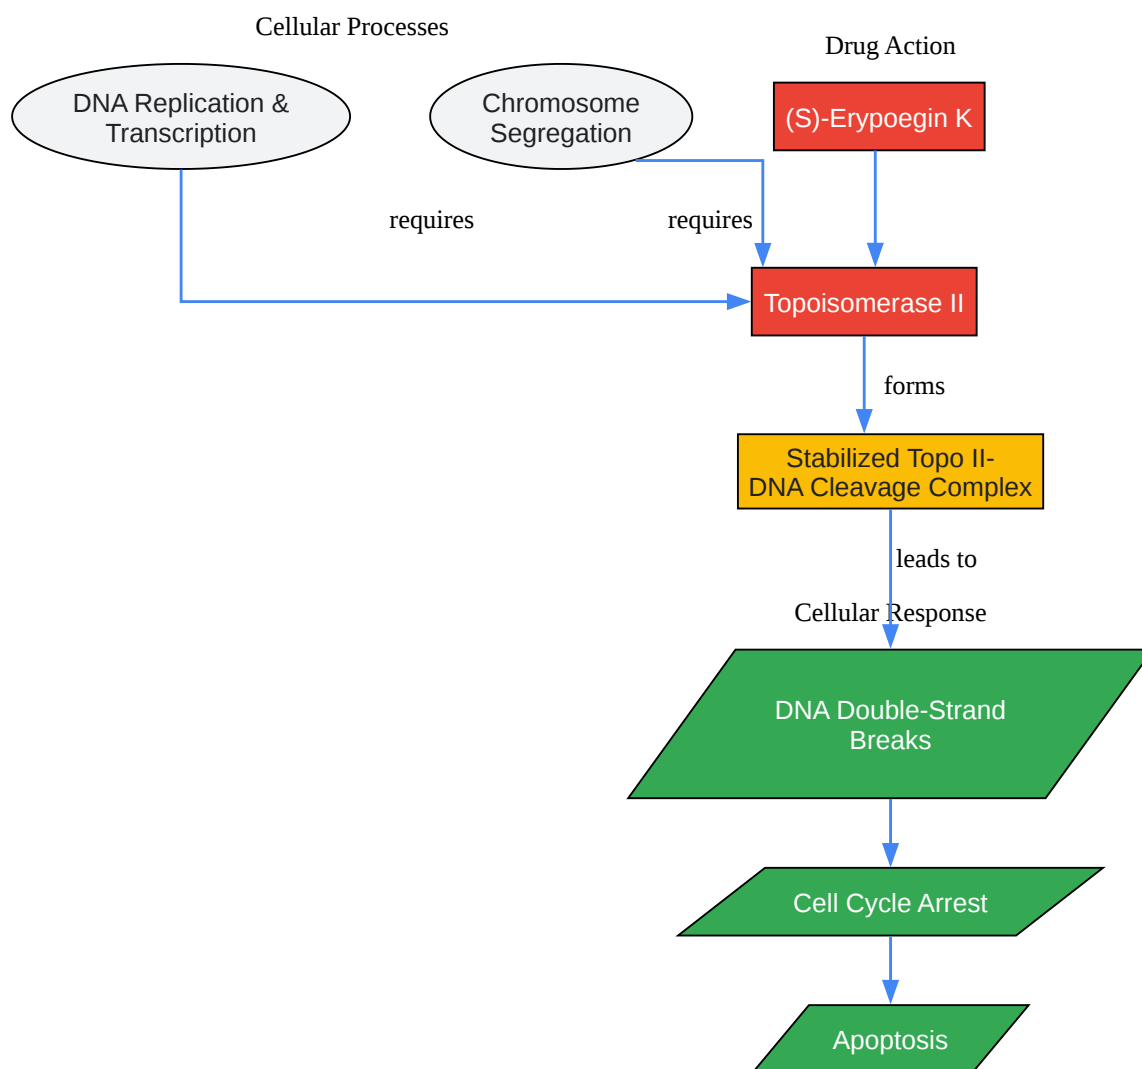 Cellular Processes
Drug Action
DNA Replication &
Transcription
Chromosome
Segregation
(S)-Erypoegin K
requires
requires
Topoisomerase II
forms
Stabilized Topo II-
DNA Cleavage Complex
leads to
Cellular Response
DNA Double-Strand
Breaks
Cell Cycle Arrest
Apoptosis